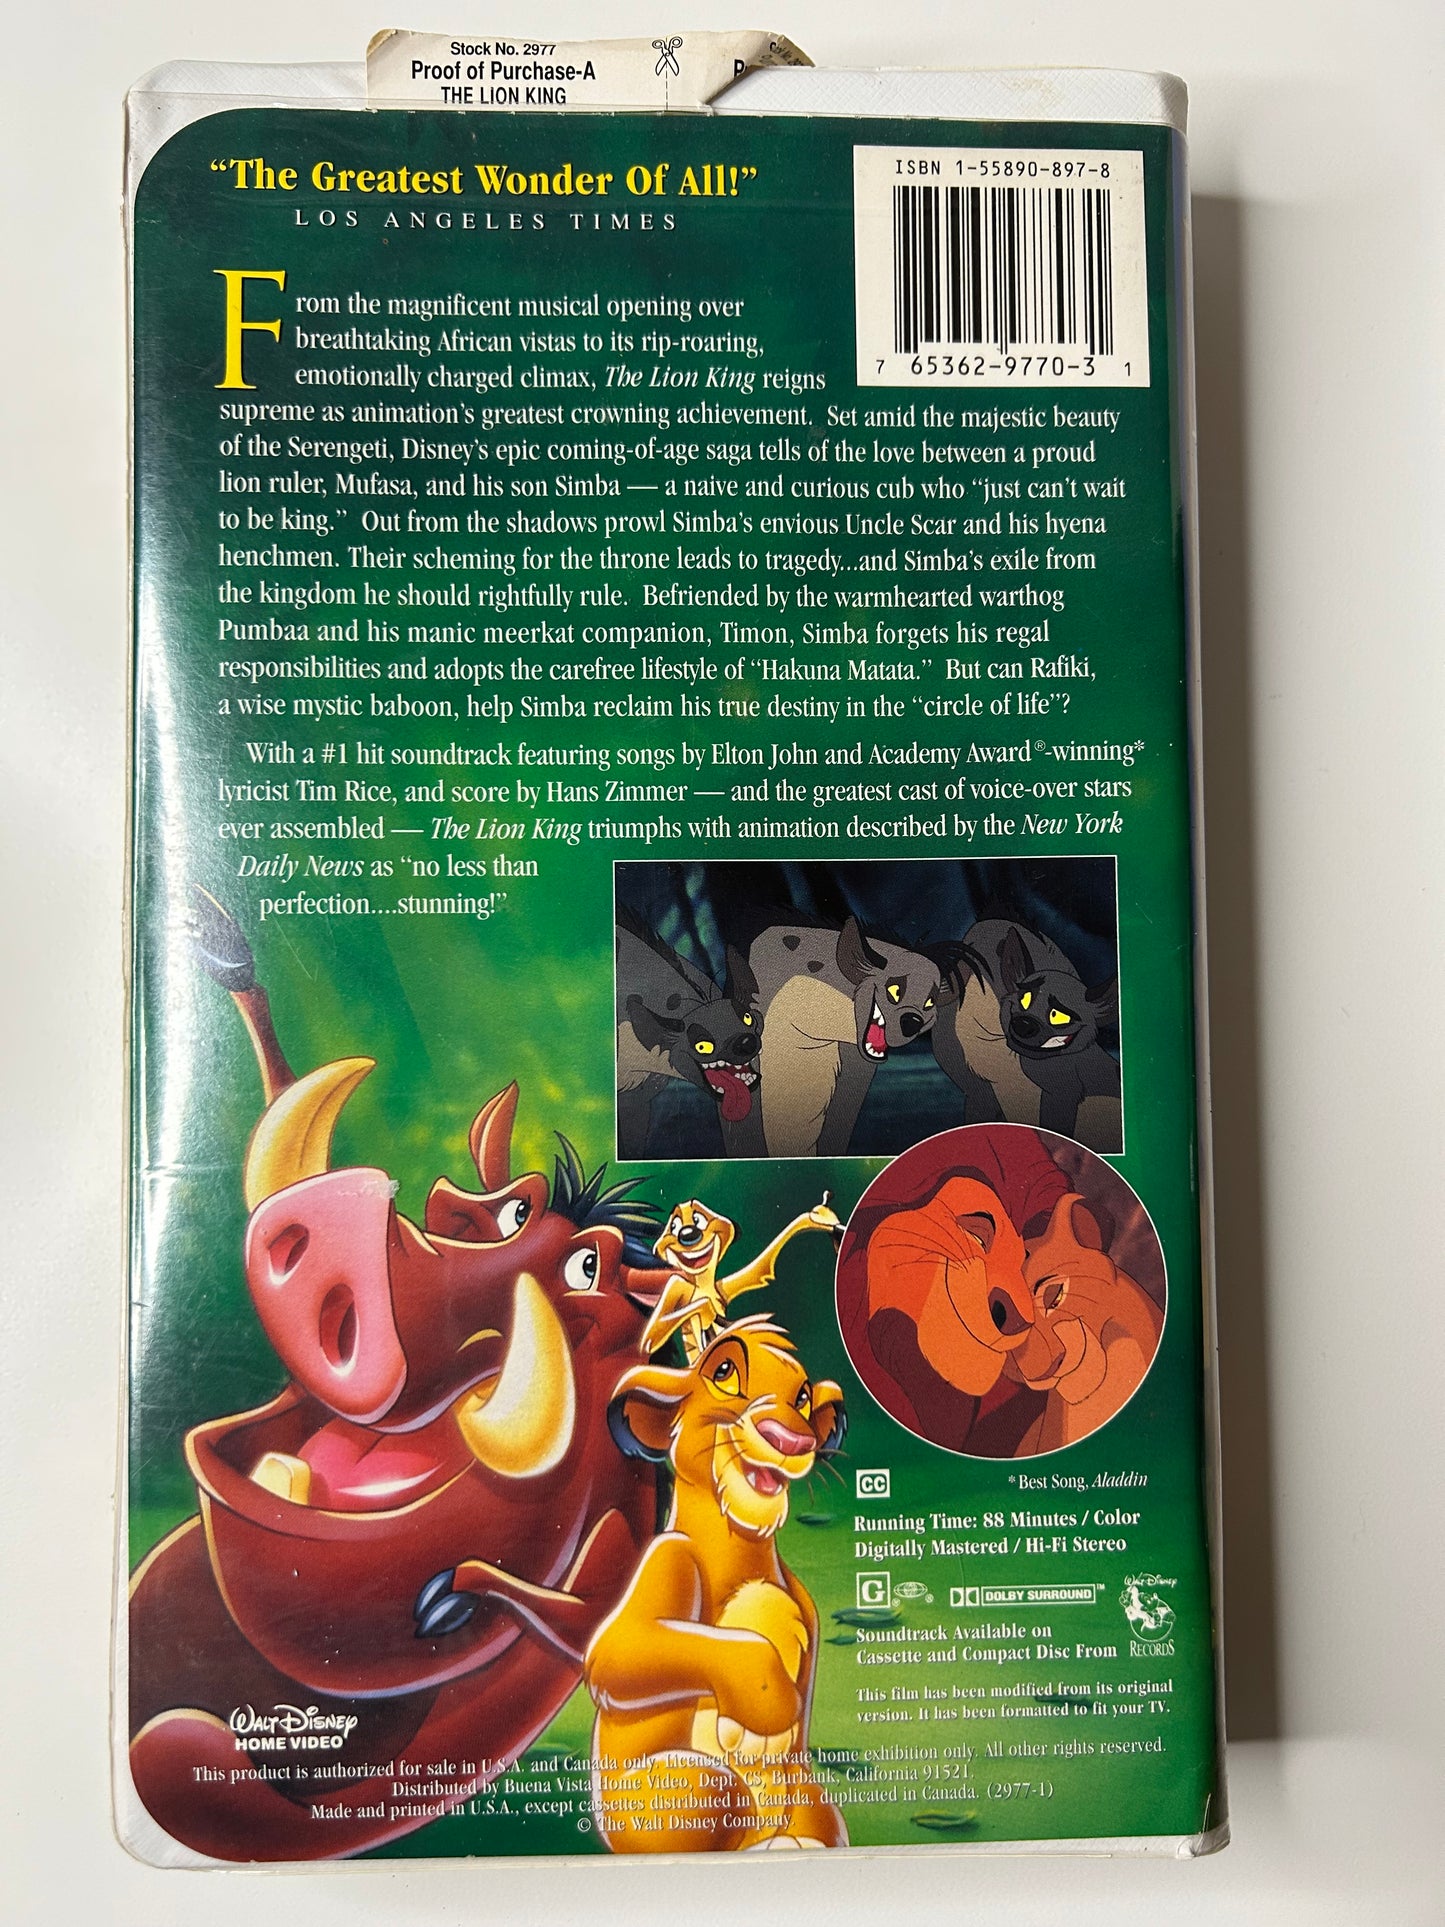 Stock No. 2977
Proof of Purchase-A
THE LION KING
"The Greatest Wonder Of All!"
LOS ANGELES TIMES
ISBN 1-55890-897-8
7 65362-9770-3 1
From the magnificent musical opening over
breathtaking African vistas to its rip-roaring,
emotionally charged climax, The Lion King reigns
supreme as animation's greatest crowning achievement. Set amid the majestic beauty
of the Serengeti, Disney's epic coming-of-age saga tells of the love between a proud
lion ruler, Mufasa, and his son Simba — a naive and curious cub who "just can't wait
to be king." Out from the shadows prowl Simba's envious Uncle Scar and his hyena
henchmen. Their scheming for the throne leads to tragedy...and Simba's exile from
the kingdom he should rightfully rule. Befriended by the warmhearted warthog
Pumbaa and his manic meerkat companion, Timon, Simba forgets his regal
responsibilities and adopts the carefree lifestyle of "Hakuna Matata." But can Rafiki,
a wise mystic baboon, help Simba reclaim his true destiny in the "circle of life"?
With a #1 hit soundtrack featuring songs by Elton John and Academy Award®-winning*
lyricist Tim Rice, and score by Hans Zimmer — and the greatest cast of voice-over stars
ever assembled — The Lion King triumphs with animation described by the New York
Daily News as "no less than
perfection....stunning!"
CC
*Best Song, Aladdin
Running Time: 88 Minutes / Color
Digitally Mastered / Hi-Fi Stereo
G ® ® DOLBY SURROUND™
Walt Disney
RECORDS
Soundtrack Available on
Cassette and Compact Disc From
This film has been modified from its original
version. It has been formatted to fit your TV.
WALT DISNEY
HOME VIDEO
This product is authorized for sale in U.S.A. and Canada only. Licensed for private home exhibition only. All other rights reserved.
Distributed by Buena Vista Home Video, Dept. CS, Burbank, California 91521.
Made and printed in U.S.A., except cassettes distributed in Canada, duplicated in Canada. (2977-1)
© The Walt Disney Company.